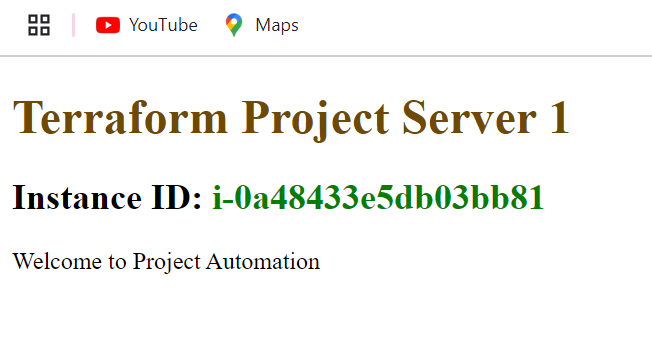 YouTube Maps
Terraform Project Server 1
Instance ID: i-0a48433e5db03bb81
Welcome to Project Automation